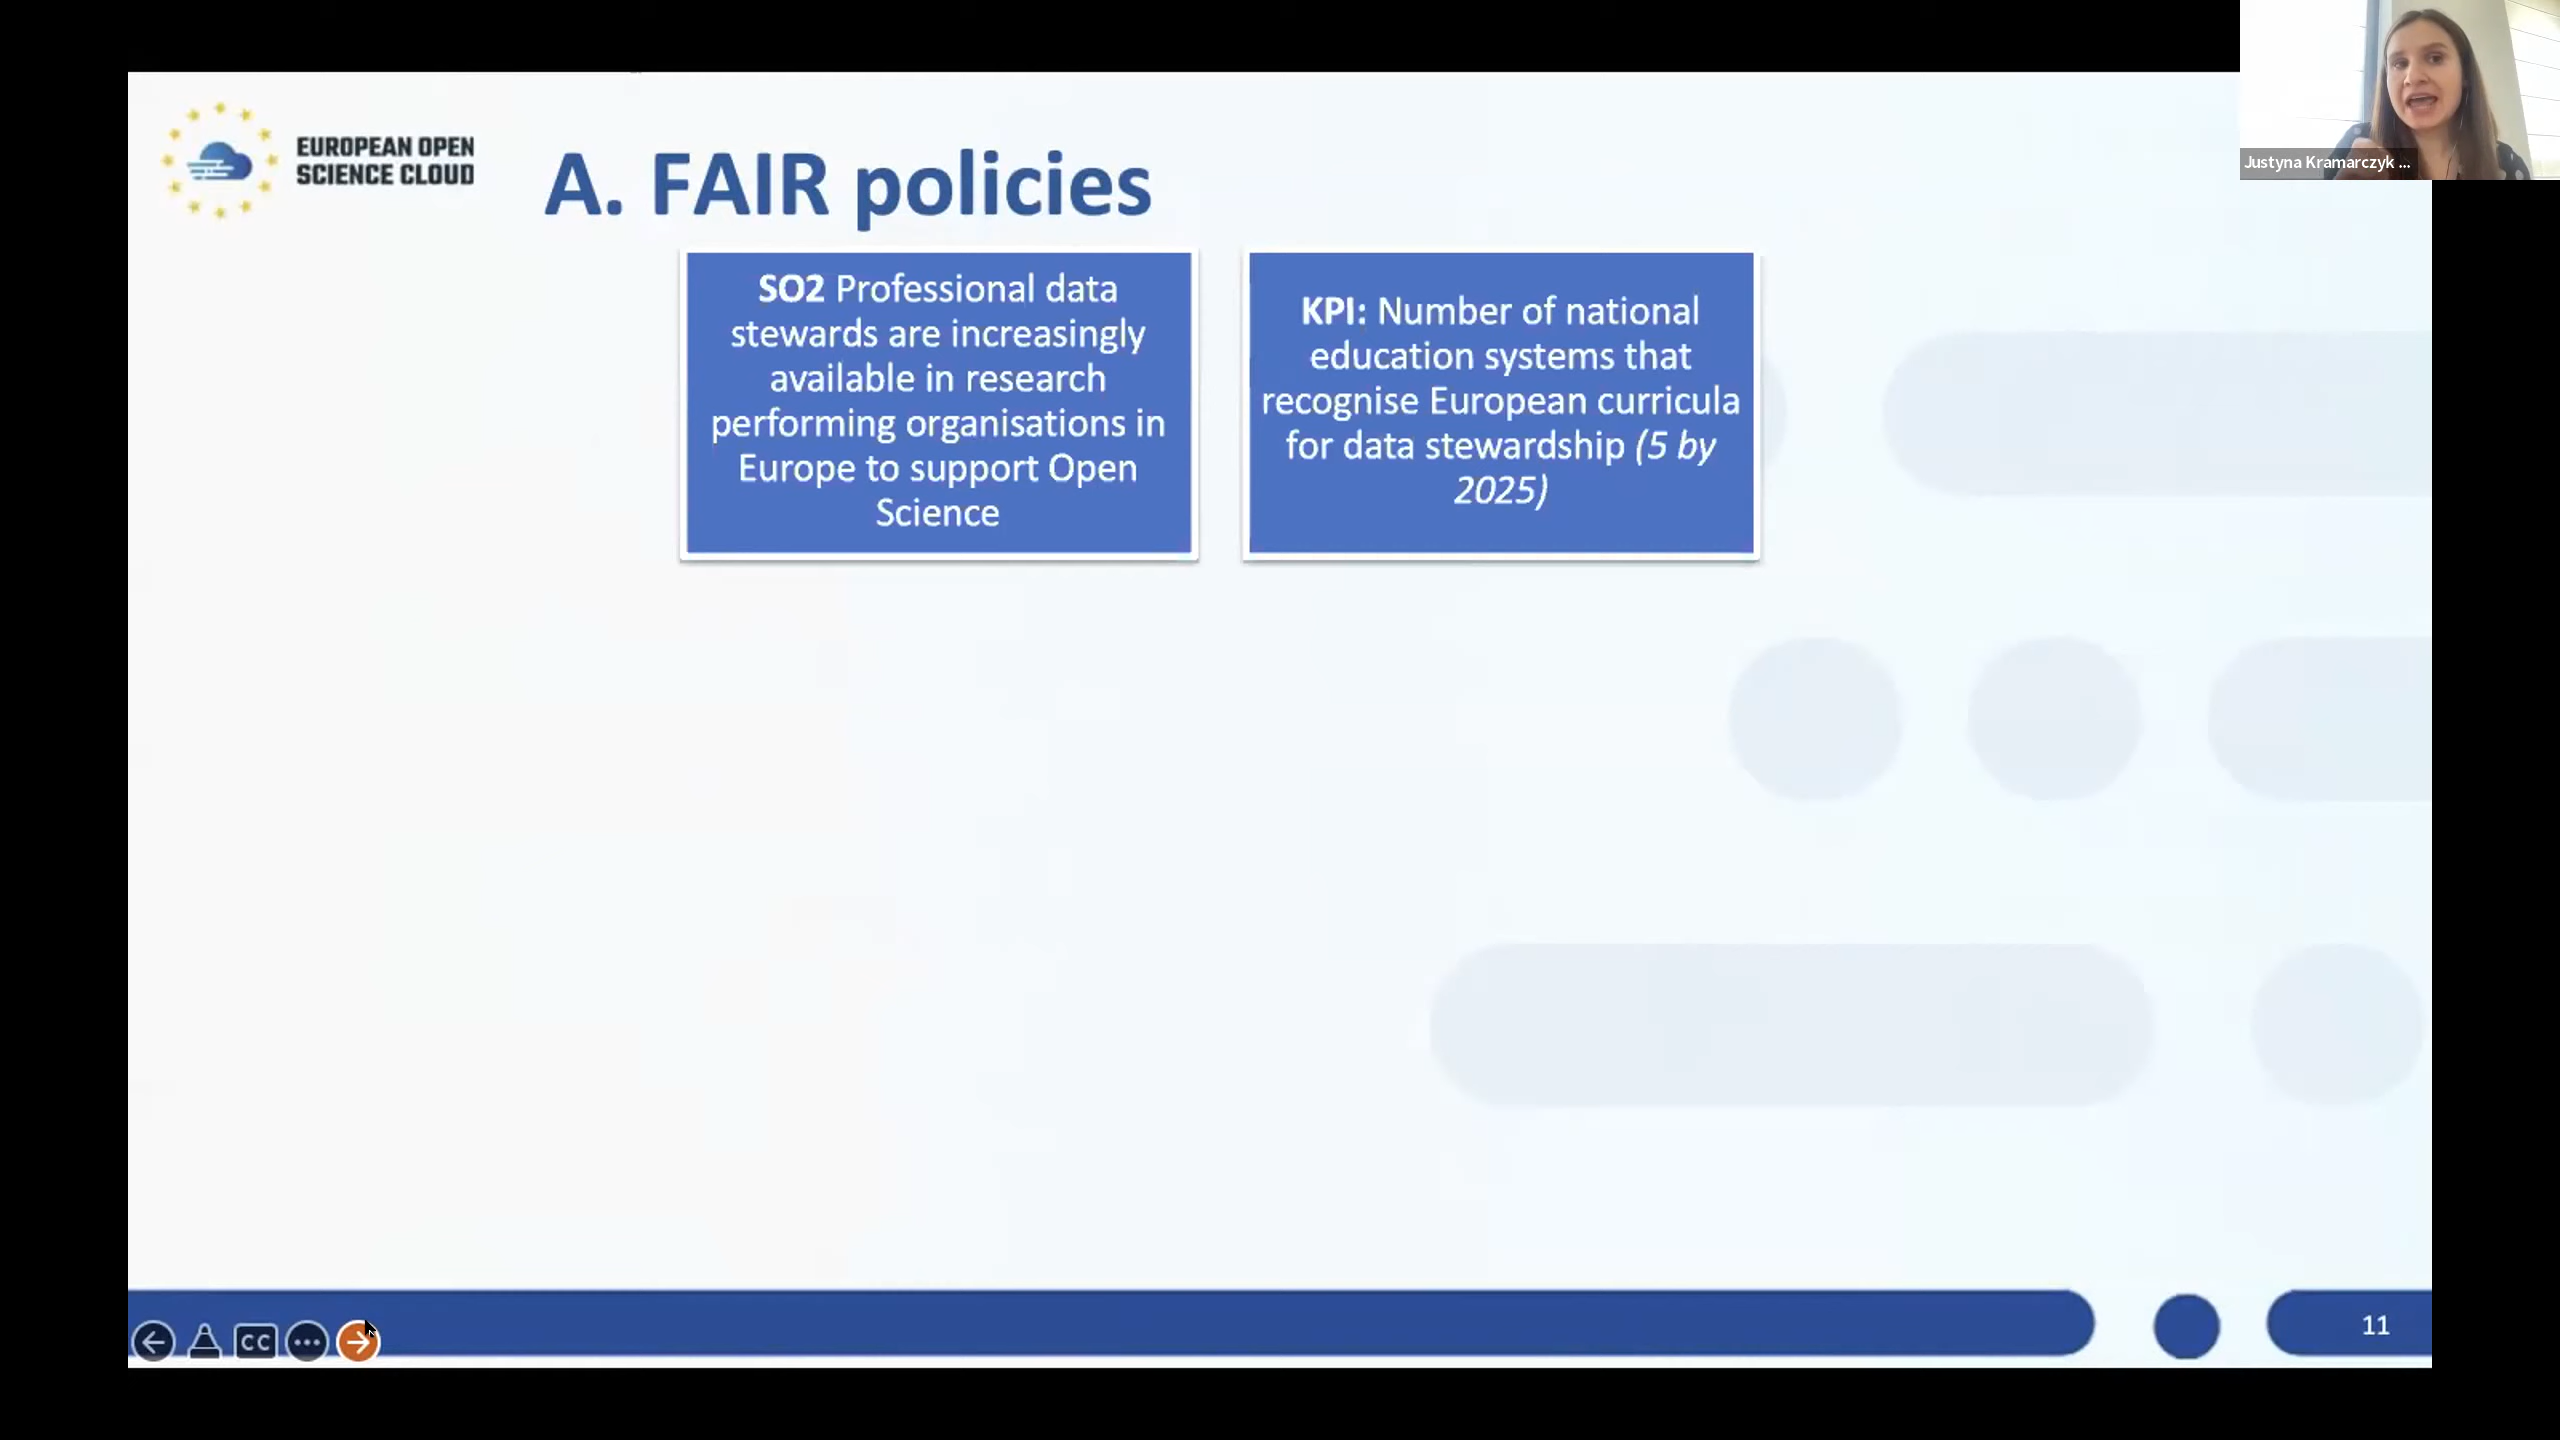 EUROPEAN OPEN
SCIENCE CLOUD
A. FAIR policies
Justyna Kramarczyk ...
SO2 Professional data
stewards are increasingly
available in research
performing organisations in
Europe to support Open
Science
KPI: Number of national
education systems that
recognise European curricula
for data stewardship (5 by
2025)
CC
11